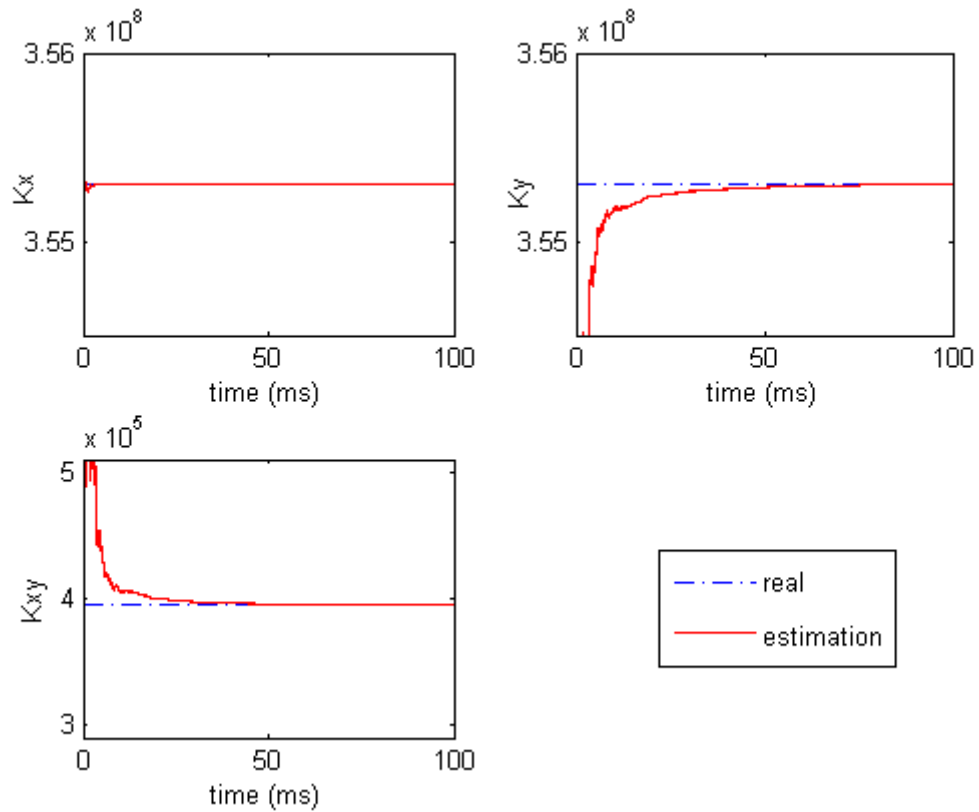 x 10^8
3.56
3.55
Kx
0 50 100
time (ms)
x 10^8
3.56
3.55
Ky
0 50 100
time (ms)
x 10^5
5
4
3
Kxy
0 50 100
time (ms)
real
estimation